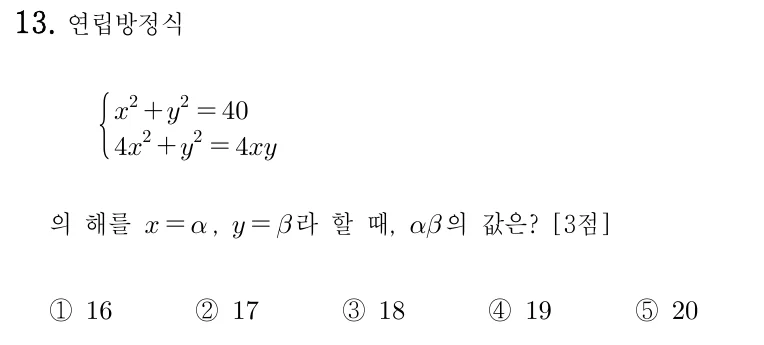 13. 연립방정식
x² + y² = 40
4x² + y² = 4xy
의 해를 x = α, y = β라 할 때, αβ의 값은? [3점]
① 16 ② 17 ③ 18 ④ 19 ⑤ 20